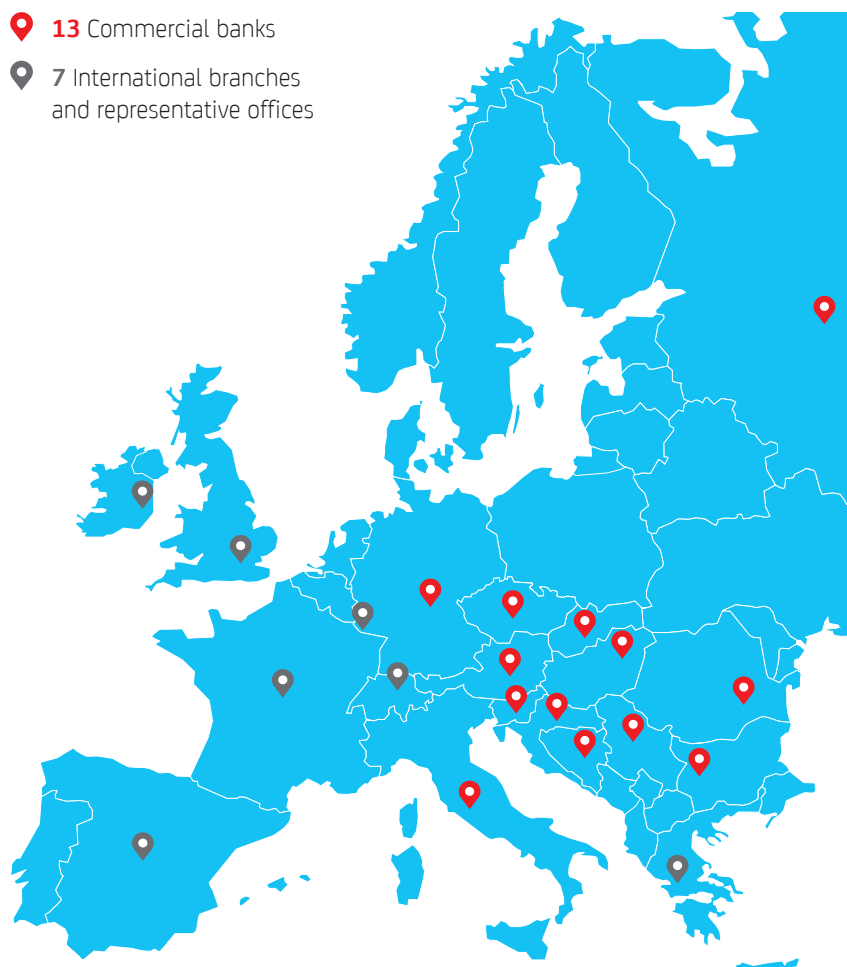 13 Commercial banks
7 International branches
and representative offices